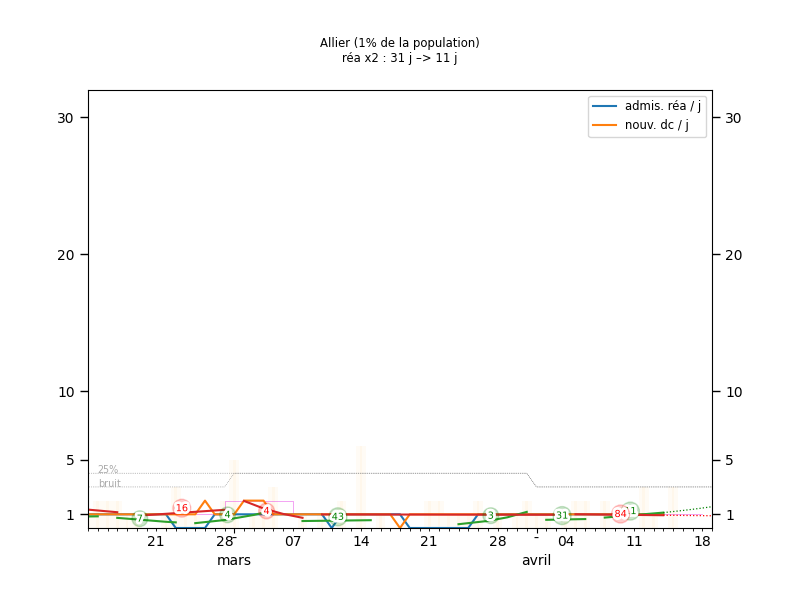 Allier (1% de la population)
réa x2 : 31 j –> 11 j
admis. réa / j
nouv. dc / j
30 30
20 20
10 10
5 5
25%
bruit
1 1
7 16 4 4 43 3 31 84 1
21 28 07 14 21 28 04 11 18
mars avril